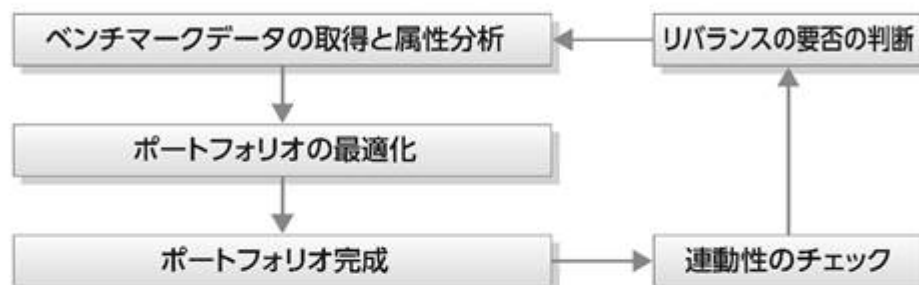 ベンチマークデータの取得と属性分析
リバランスの要否の判断
ポートフォリオの最適化
ポートフォリオ完成
連動性のチェック